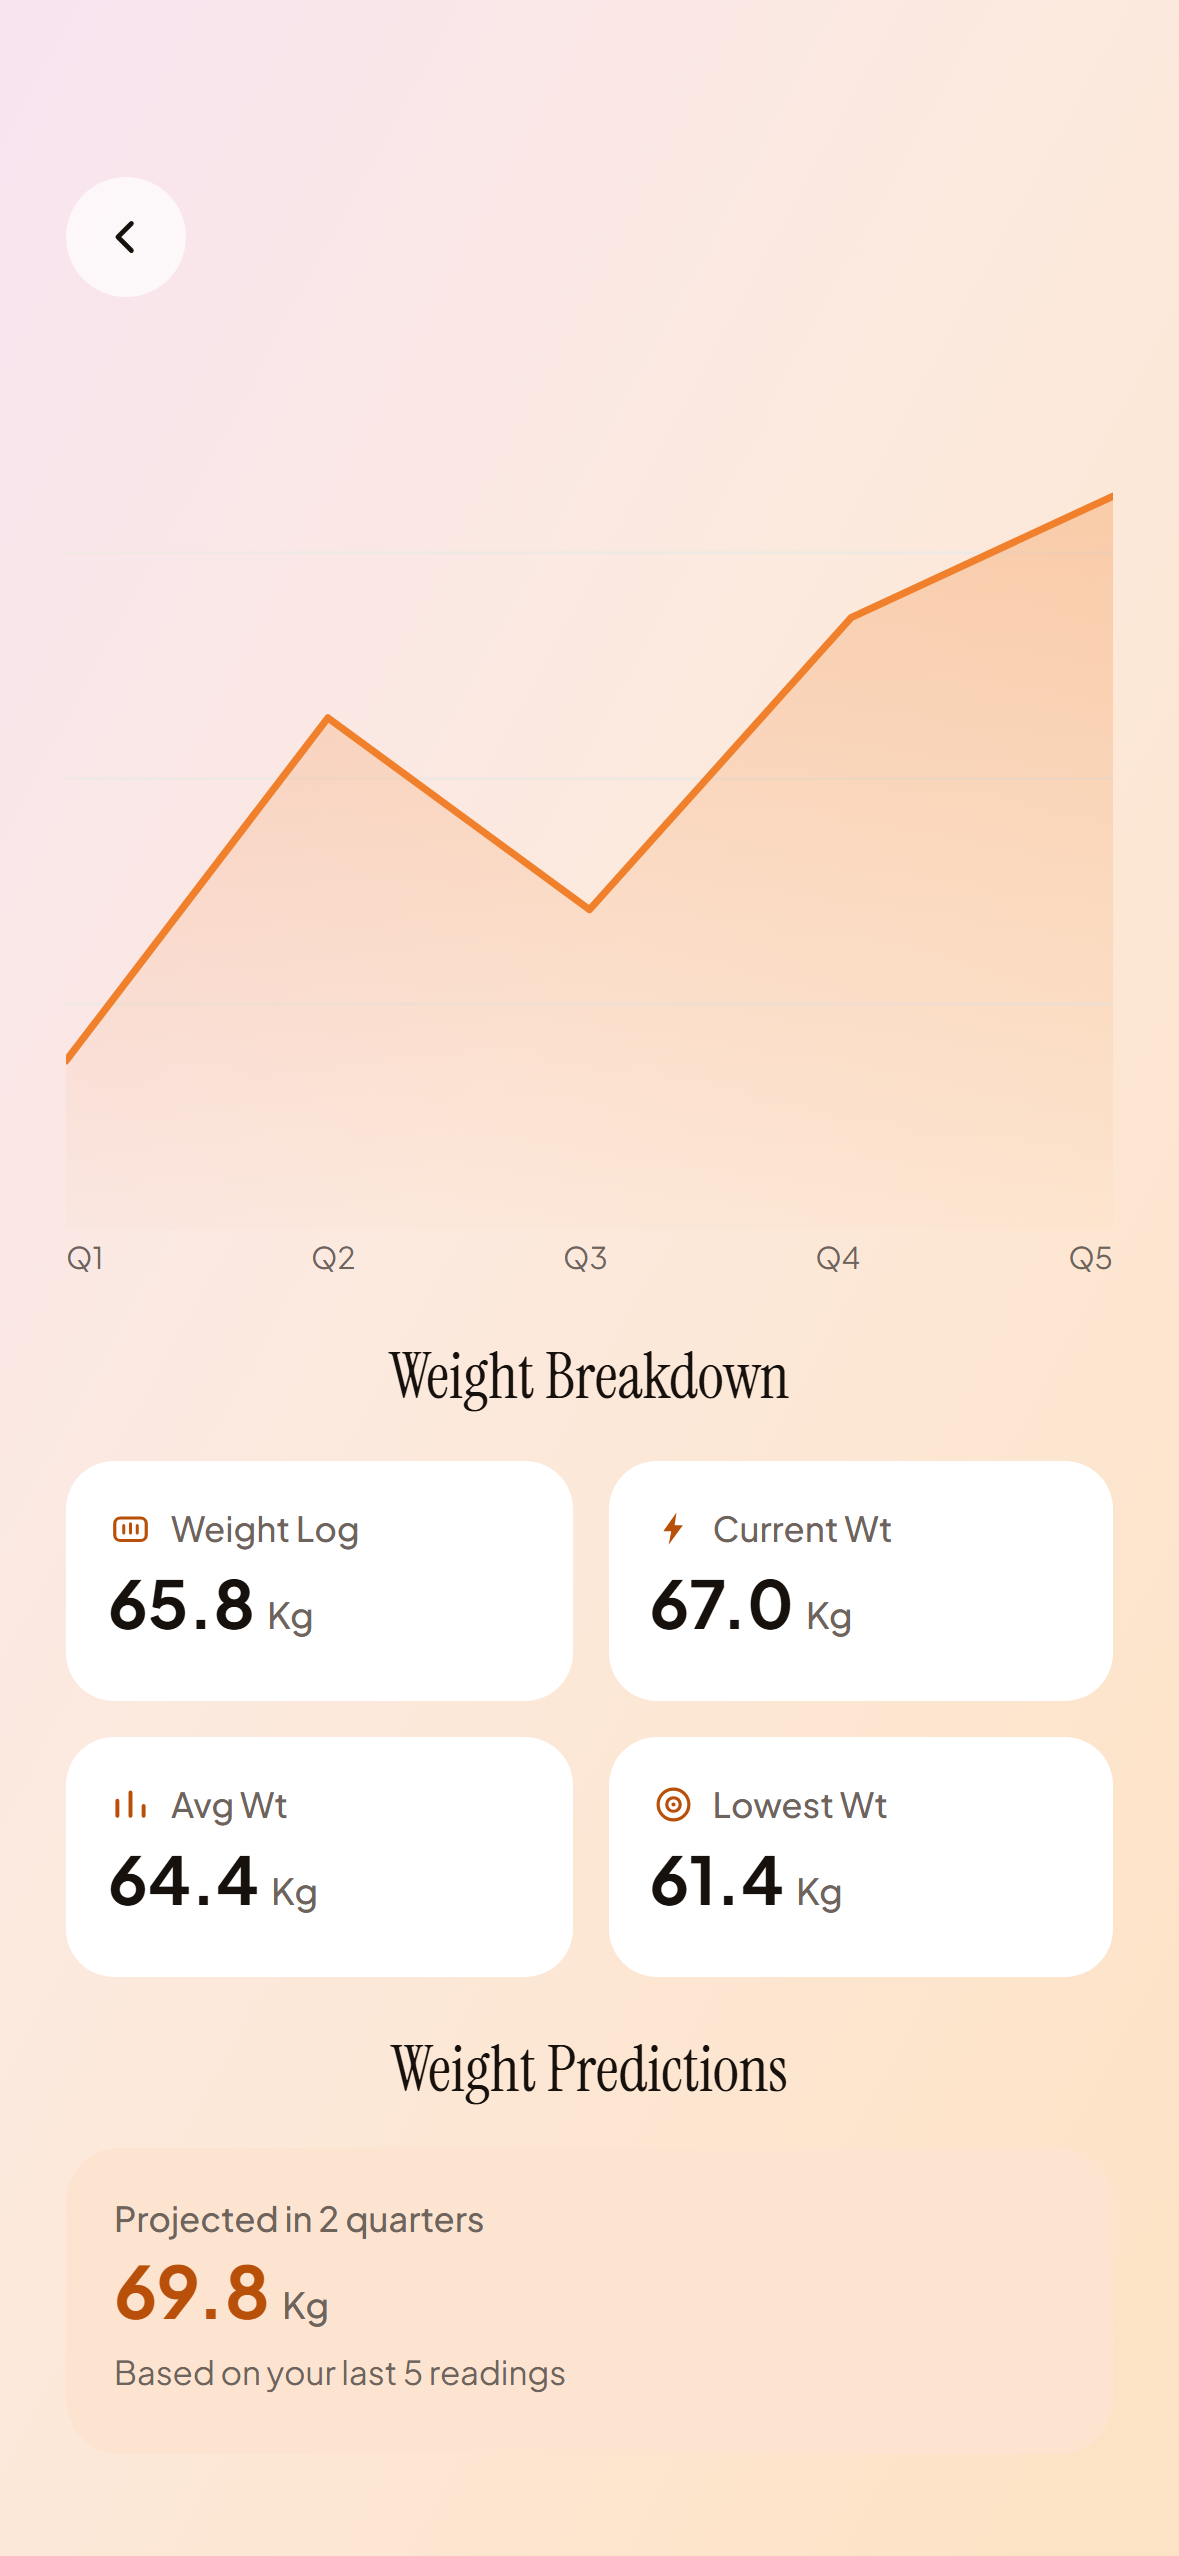 Q1 Q2 Q3 Q4 Q5
Weight Breakdown
Weight Log
65.8 Kg
Current Wt
67.0 Kg
Avg Wt
64.4 Kg
Lowest Wt
61.4 Kg
Weight Predictions
Projected in 2 quarters
69.8 Kg
Based on your last 5 readings